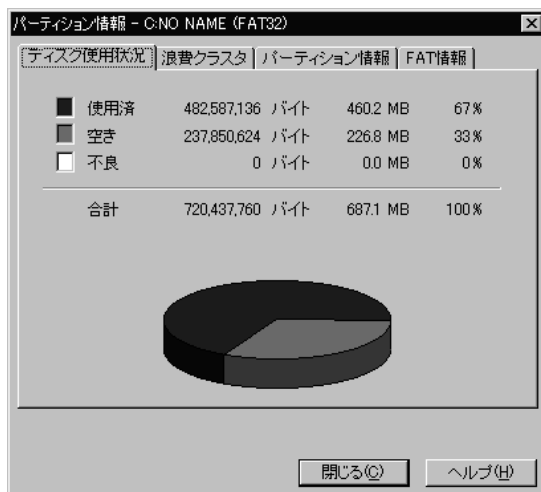 パーティション情報 - C:NO NAME (FAT32)
ディスク使用状況 浪費クラスタ パーティション情報 FAT情報
使用済 482,587,136 バイト 460.2 MB 67%
空き 237,850,624 バイト 226.8 MB 33%
不良 0 バイト 0.0 MB 0%
合計 720,437,760 バイト 687.1 MB 100%
閉じる(C) ヘルプ(H)